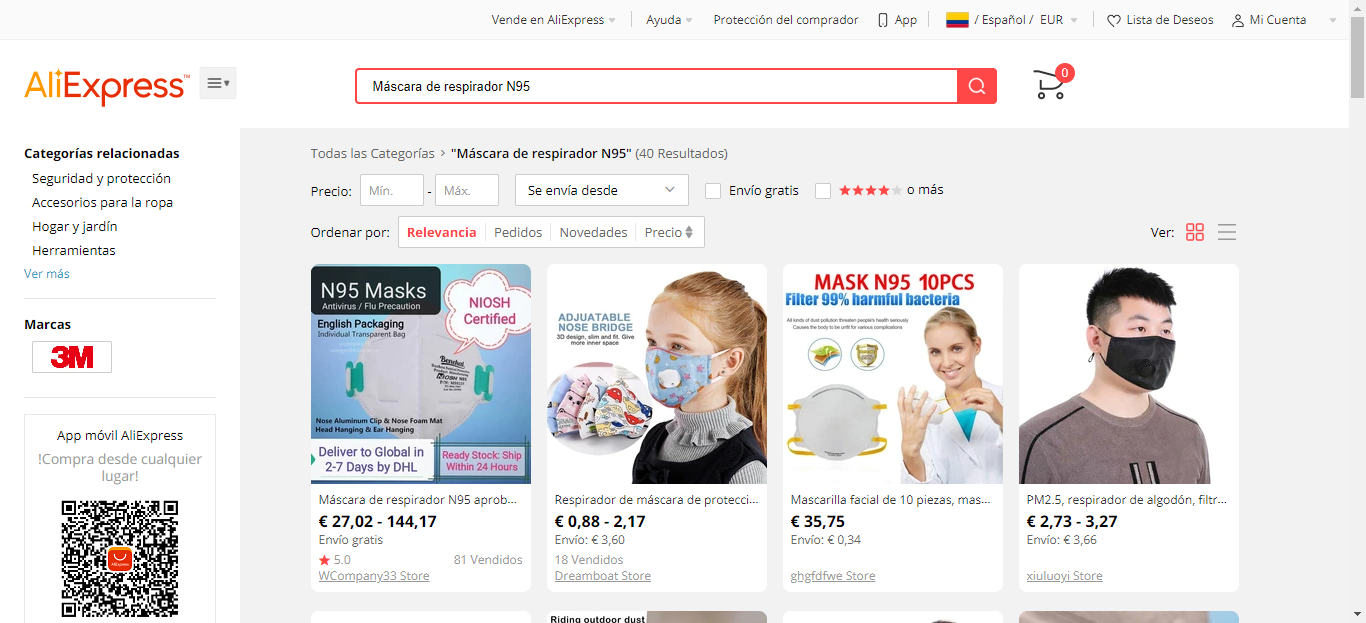 Vende en AliExpress
Ayuda
Protección del comprador
App
/ Español / EUR
Lista de Deseos
Mi Cuenta
AliExpress™
Máscara de respirador N95
0
Categorías relacionadas
Seguridad y protección
Accesorios para la ropa
Hogar y jardín
Herramientas
Ver más
Marcas
3M
App móvil AliExpress
!Compra desde cualquier
lugar!
AliExpress
Todas las Categorías > "Máscara de respirador N95" (40 Resultados)
Precio: Mín. - Máx. Se envía desde Envío gratis o más
Ordenar por: Relevancia Pedidos Novedades Precio
Ver:
N95 Masks
Antivirus / Flu Precaution
English Packaging
Individual Transparent Bag
NIOSH
Certified
Benehal
NIOSH N95
Nose Aluminum Clip & Nose Foam Mat
Head Hanging & Ear Hanging
Deliver to Global in
2-7 Days by DHL
Ready Stock: Ship
Within 24 Hours
Máscara de respirador N95 aprob...
€ 27,02 - 144,17
Envío gratis
5.0
81 Vendidos
WCompany33 Store
ADJUATABLE
NOSE BRIDGE
3D design, slim and fit. Give
more inner space
Respirador de máscara de protecci...
€ 0,88 - 2,17
Envío: € 3,60
18 Vendidos
Dreamboat Store
MASK N95 10PCS
Filter 99% harmful bacteria
All kinds of dust pollution threaten people's health seriously
Causes the body to be unfit for various complications
Mascarilla facial de 10 piezas, mas...
€ 35,75
Envío: € 0,34
ghgfdfwe Store
PM2.5, respirador de algodón, filtr...
€ 2,73 - 3,27
Envío: € 3,66
xiuluoyi Store
Riding outdoor dust